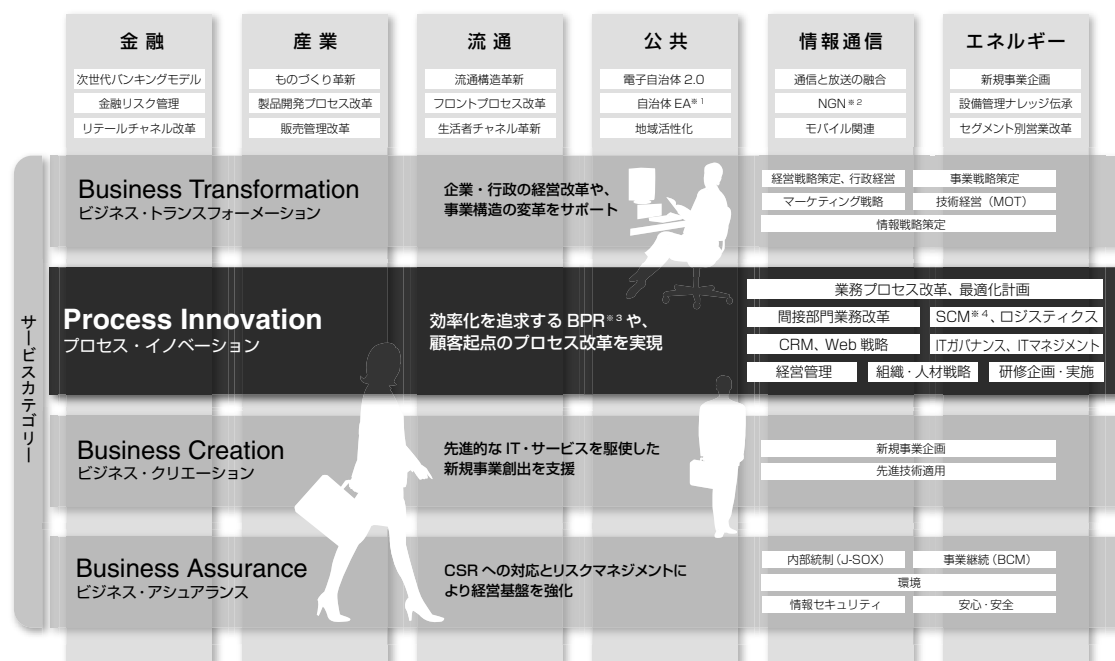 金融
産業
流通
公共
情報通信
エネルギー
次世代バンキングモデル
ものづくり革新
流通構造革新
電子自治体 2.0
通信と放送の融合
新規事業企画
金融リスク管理
製品開発プロセス改革
フロントプロセス改革
自治体 EA※1
NGN※2
設備管理ナレッジ伝承
リテールチャネル改革
販売管理改革
生活者チャネル革新
地域活性化
モバイル関連
セグメント別営業改革
サービスカテゴリー
Business Transformation
ビジネス・トランスフォーメーション
企業・行政の経営改革や、
事業構造の変革をサポート
経営戦略策定、行政経営
事業戦略策定
マーケティング戦略
技術経営（MOT）
情報戦略策定
Process Innovation
プロセス・イノベーション
効率化を追求する BPR※3 や、
顧客起点のプロセス改革を実現
業務プロセス改革、最適化計画
間接部門業務改革
SCM※4、ロジスティクス
CRM、Web 戦略
ITガバナンス、ITマネジメント
経営管理
組織・人材戦略
研修企画・実施
Business Creation
ビジネス・クリエーション
先進的な IT・サービスを駆使した
新規事業創出を支援
新規事業企画
先進技術適用
Business Assurance
ビジネス・アシュアランス
CSR への対応とリスクマネジメントに
より経営基盤を強化
内部統制（J-SOX）
事業継続（BCM）
環境
情報セキュリティ
安心・安全